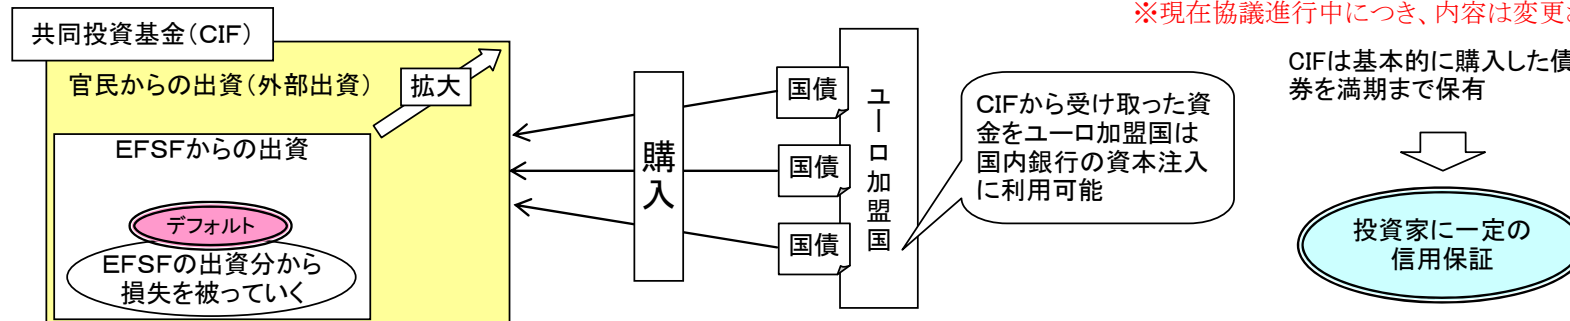 ※現在協議進行中につき、内容は変更
共同投資基金（CIF）
官民からの出資（外部出資）
拡大
EFSFからの出資
デフォルト
EFSFの出資分から
損失を被っていく
購入
国債
国債
国債
ユーロ加盟国
CIFから受け取った資
金をユーロ加盟国は
国内銀行の資本注入
に利用可能
CIFは基本的に購入した債
券を満期まで保有
投資家に一定の
信用保証